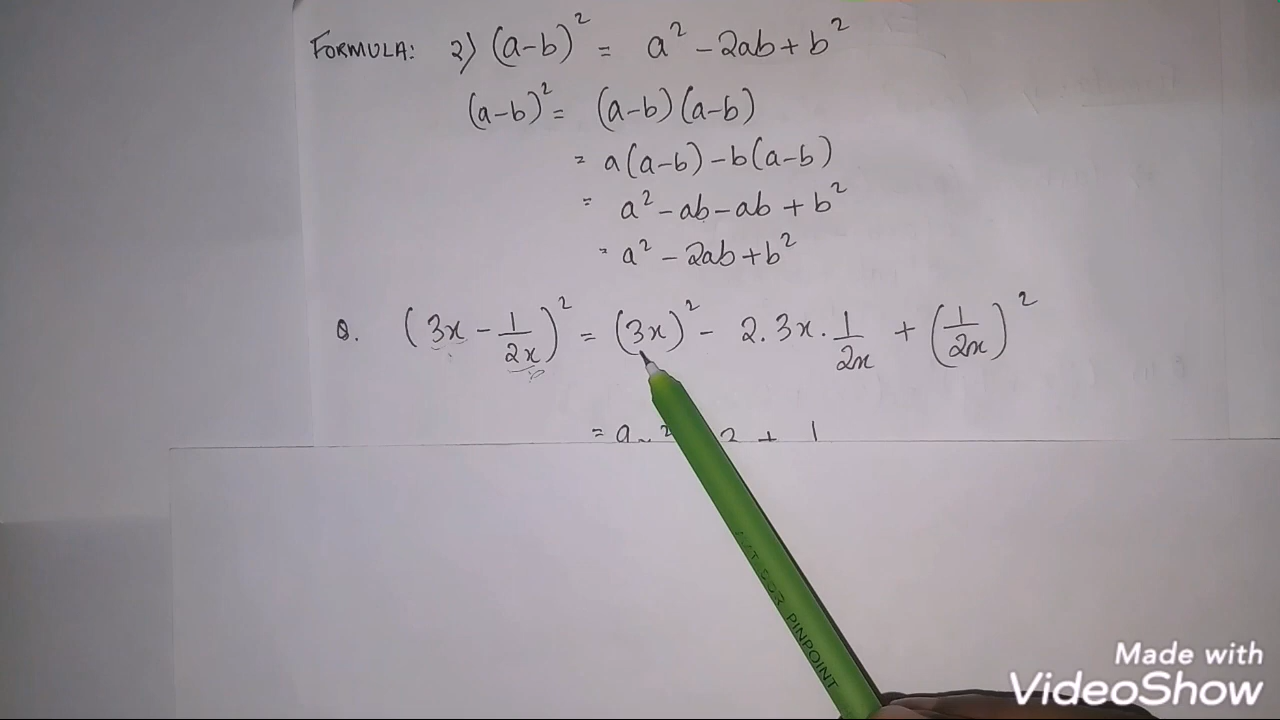 FORMULA: 2) (a-b)² = a² - 2ab + b²
(a-b)² = (a-b) (a-b)
= a(a-b) - b(a-b)
= a² - ab - ab + b²
= a² - 2ab + b²
Q. (3x - 1/2x)² = (3x)² - 2.3x.1/2x + (1/2x)²
PINPOINT
Made with
VideoShow